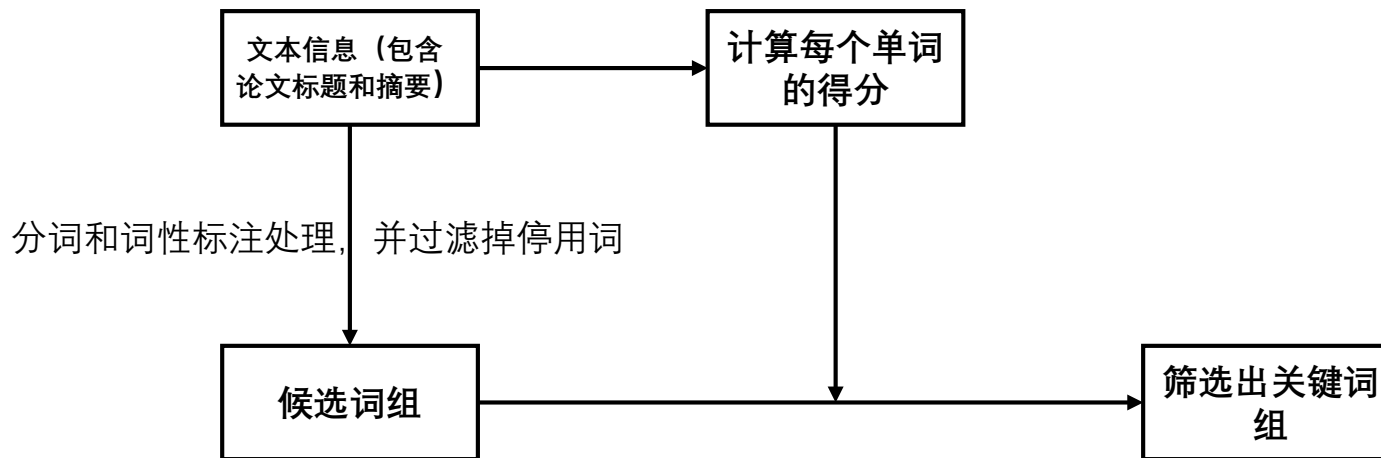 文本信息（包含
论文标题和摘要）
计算每个单词
的得分
分词和词性标注处理，并过滤掉停用词
候选词组
筛选出关键词
组